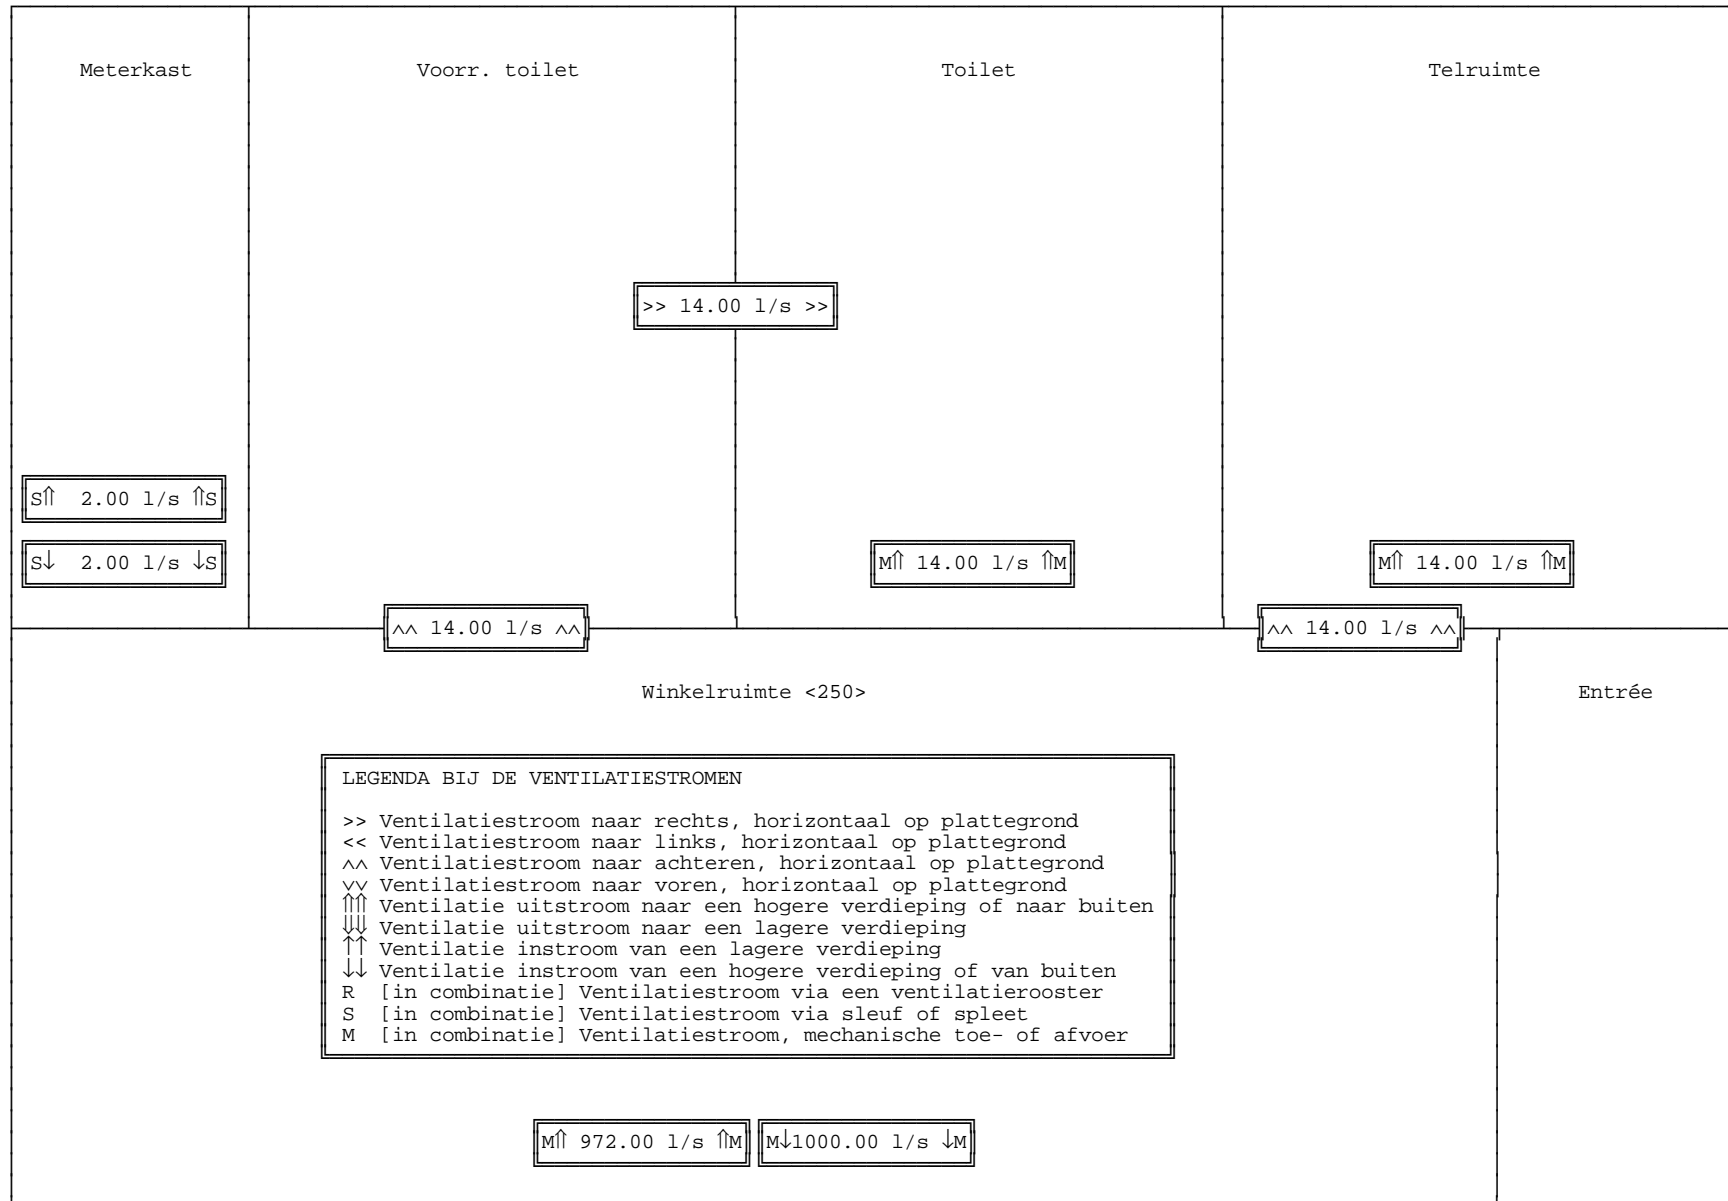 Meterkast
Voorr. toilet
Toilet
Telruimte
>> 14.00 l/s >>
S⇑  2.00 l/s ⇑S
S↓  2.00 l/s ↓S
M⇑ 14.00 l/s ⇑M
M⇑ 14.00 l/s ⇑M
^^ 14.00 l/s ^^
^^ 14.00 l/s ^^
Winkelruimte <250>
Entrée
LEGENDA BIJ DE VENTILATIESTROMEN
>> Ventilatiestroom naar rechts, horizontaal op plattegrond
<< Ventilatiestroom naar links, horizontaal op plattegrond
^^ Ventilatiestroom naar achteren, horizontaal op plattegrond
vv Ventilatiestroom naar voren, horizontaal op plattegrond
⇑⇑ Ventilatie uitstroom naar een hogere verdieping of naar buiten
⇓⇓ Ventilatie uitstroom naar een lagere verdieping
↑↑ Ventilatie instroom van een lagere verdieping
↓↓ Ventilatie instroom van een hogere verdieping of van buiten
R  [in combinatie] Ventilatiestroom via een ventilatierooster
S  [in combinatie] Ventilatiestroom via sleuf of spleet
M  [in combinatie] Ventilatiestroom, mechanische toe- of afvoer
M⇑ 972.00 l/s ⇑M
M↓1000.00 l/s ↓M